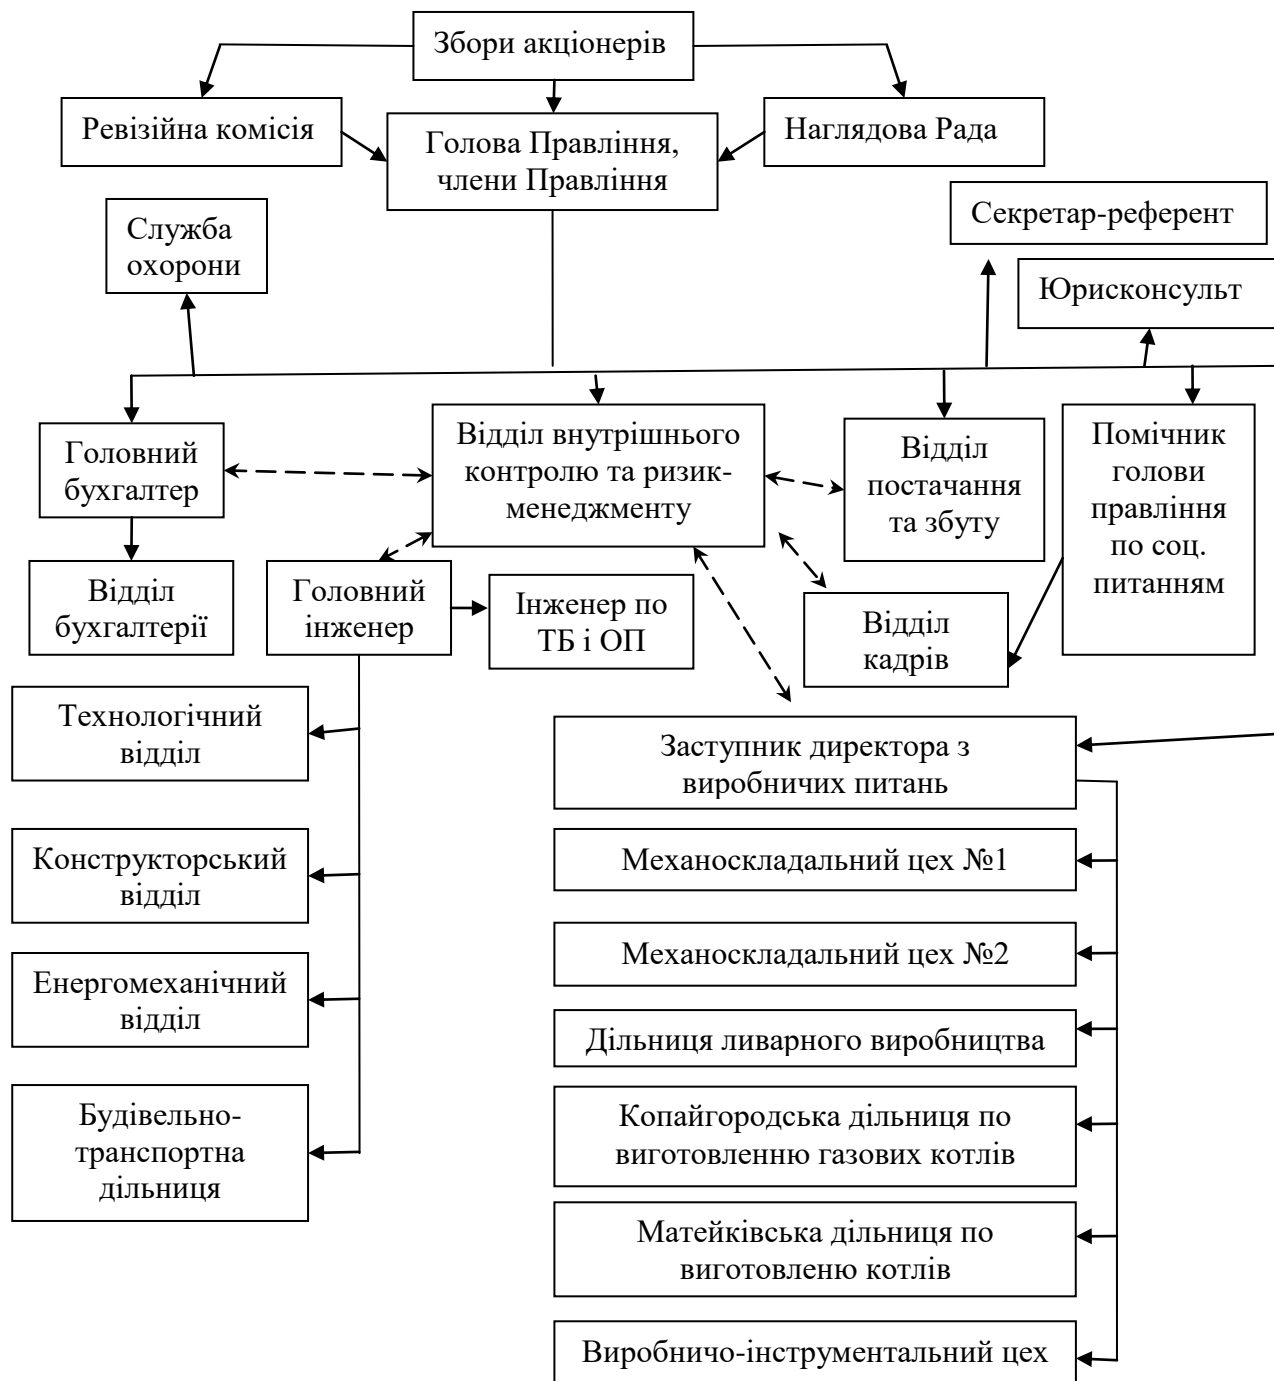 Збори акціонерів
Ревізійна комісія
Голова Правління,
члени Правління
Наглядова Рада
Служба
охорони
Секретар-референт
Юрисконсульт
Головний
бухгалтер
Відділ внутрішнього
контролю та ризик-
менеджменту
Відділ
постачання
та збуту
Помічник
голови
правління
по соц.
питанням
Відділ
бухгалтерії
Головний
інженер
Інженер по
ТБ і ОП
Відділ
кадрів
Технологічний
відділ
Заступник директора з
виробничих питань
Конструкторський
відділ
Механоскладальний цех №1
Енергомеханічний
відділ
Механоскладальний цех №2
Дільниця ливарного виробництва
Будівельно-
транспортна
дільниця
Копайгородська дільниця по
виготовленню газових котлів
Матейківська дільниця по
виготовленю котлів
Виробничо-інструментальний цех